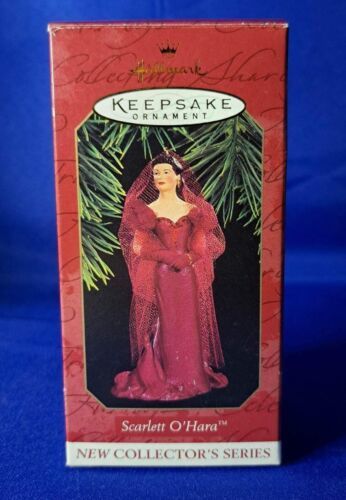 Hallmark
KEEPSAKE
ORNAMENT
Scarlett O'Hara™
NEW COLLECTOR'S SERIES